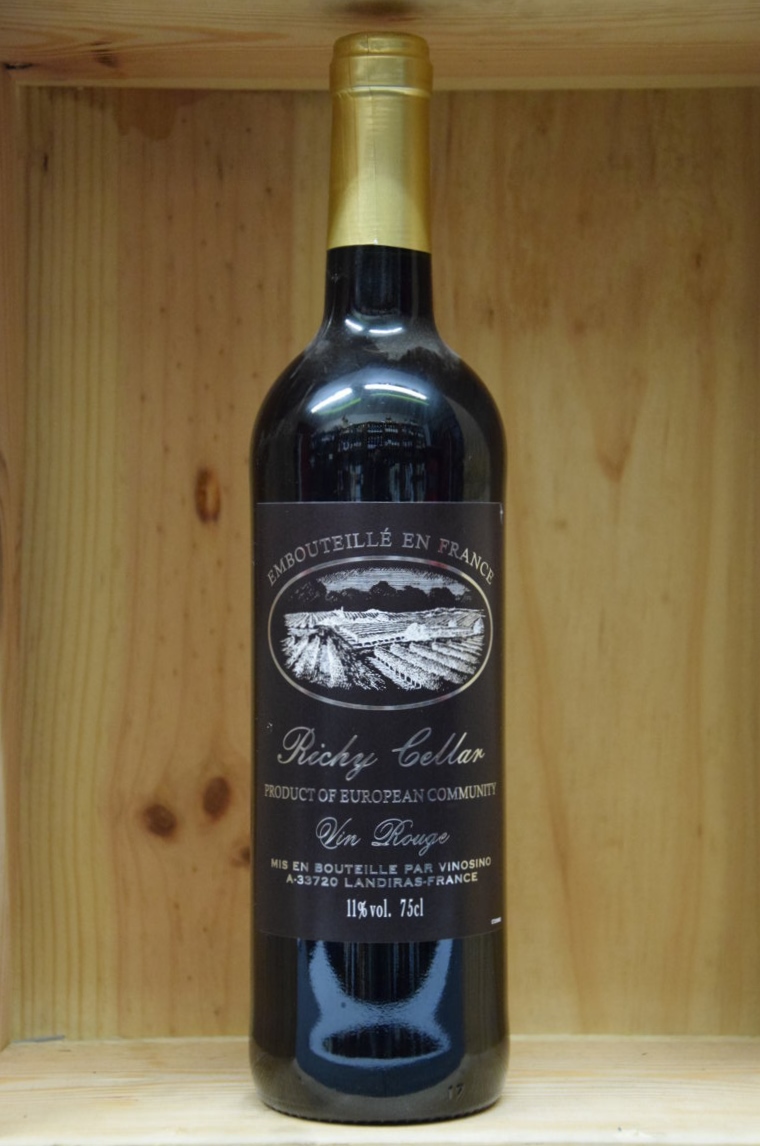 EMBOUTEILLÉ EN FRANCE
Richy Cellar
PRODUCT OF EUROPEAN COMMUNITY
Vin Rouge
MIS EN BOUTEILLE PAR VINOSINO
A-33720 LANDIRAS-FRANCE
11%vol. 75cl